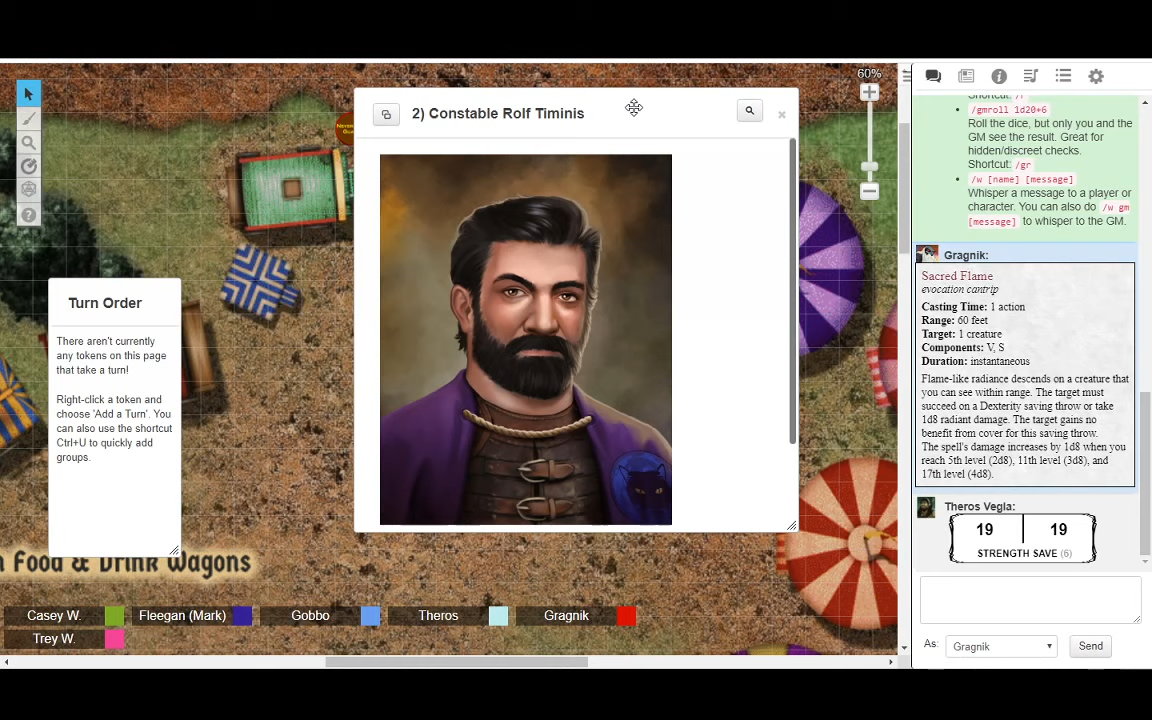 60%
2) Constable Rolf Timinis
Turn Order
There aren't currently
any tokens on this page
that take a turn!
Right-click a token and
choose 'Add a Turn'. You
can also use the shortcut
Ctrl+U to quickly add
groups.
Food & Drink Wagons
Casey W.
Fleegan (Mark)
Gobbo
Theros
Gragnik
Trey W.
Shortcut: /r
/gmroll 1d20+6
Roll the dice, but only you and the
GM see the result. Great for
hidden/discreet checks.
Shortcut: /gr
/w [name] [message]
Whisper a message to a player or
character. You can also do /w gm
[message] to whisper to the GM.
Gragnik:
Sacred Flame
evocation cantrip
Casting Time: 1 action
Range: 60 feet
Target: 1 creature
Components: V, S
Duration: instantaneous
Flame-like radiance descends on a creature that
you can see within range. The target must
succeed on a Dexterity saving throw or take
1d8 radiant damage. The target gains no
benefit from cover for this saving throw.
The spell's damage increases by 1d8 when you
reach 5th level (2d8), 11th level (3d8), and
17th level (4d8).
Theros Vegla:
19 19
STRENGTH SAVE (6)
As: Gragnik Send